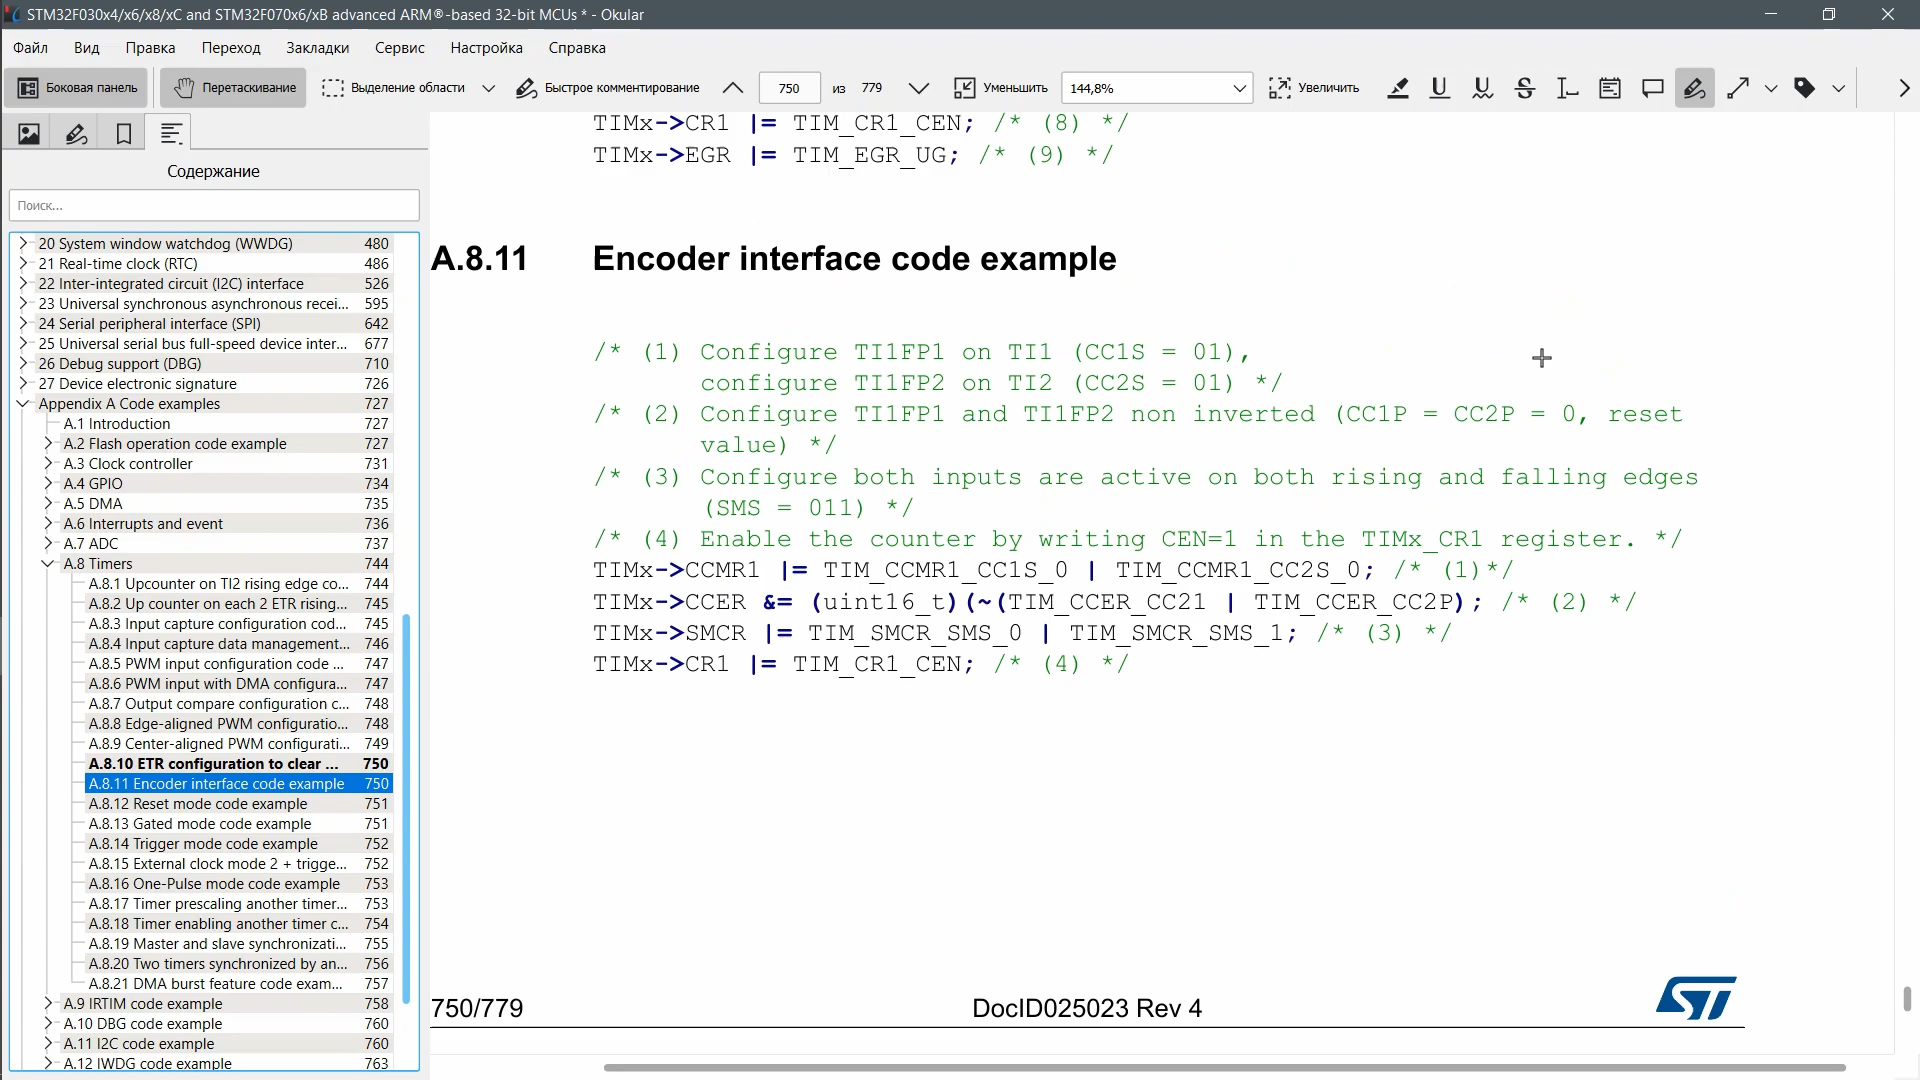 STM32F030x4/x6/x8/xC and STM32F070x6/xB advanced ARM®-based 32-bit MCUs * - Okular
Файл Вид Правка Переход Закладки Сервис Настройка Справка
Боковая панель Перетаскивание Выделение области Быстрое комментирование 750 из 779 Уменьшить 144,8% Увеличить
Содержание
Поиск...
20 System window watchdog (WWDG) 480
21 Real-time clock (RTC) 486
22 Inter-integrated circuit (I2C) interface 526
23 Universal synchronous asynchronous recei... 595
24 Serial peripheral interface (SPI) 642
25 Universal serial bus full-speed device inter... 677
26 Debug support (DBG) 710
27 Device electronic signature 726
Appendix A Code examples 727
A.1 Introduction 727
A.2 Flash operation code example 727
A.3 Clock controller 731
A.4 GPIO 734
A.5 DMA 735
A.6 Interrupts and event 736
A.7 ADC 737
A.8 Timers 744
A.8.1 Upcounter on TI2 rising edge co... 744
A.8.2 Up counter on each 2 ETR rising... 745
A.8.3 Input capture configuration cod... 745
A.8.4 Input capture data management... 746
A.8.5 PWM input configuration code ... 747
A.8.6 PWM input with DMA configura... 747
A.8.7 Output compare configuration c... 748
A.8.8 Edge-aligned PWM configuratio... 748
A.8.9 Center-aligned PWM configurati... 749
A.8.10 ETR configuration to clear ... 750
A.8.11 Encoder interface code example 750
A.8.12 Reset mode code example 751
A.8.13 Gated mode code example 751
A.8.14 Trigger mode code example 752
A.8.15 External clock mode 2 + trigge... 752
A.8.16 One-Pulse mode code example 753
A.8.17 Timer prescaling another timer... 753
A.8.18 Timer enabling another timer c... 754
A.8.19 Master and slave synchronizati... 755
A.8.20 Two timers synchronized by an... 756
A.8.21 DMA burst feature code exam... 757
A.9 IRTIM code example 758
A.10 DBG code example 760
A.11 I2C code example 760
A.12 IWDG code example 763
TIMx->CR1 |= TIM_CR1_CEN; /* (8) */
TIMx->EGR |= TIM_EGR_UG; /* (9) */
A.8.11 Encoder interface code example
/* (1) Configure TI1FP1 on TI1 (CC1S = 01),
configure TI1FP2 on TI2 (CC2S = 01) */
/* (2) Configure TI1FP1 and TI1FP2 non inverted (CC1P = CC2P = 0, reset
value) */
/* (3) Configure both inputs are active on both rising and falling edges
(SMS = 011) */
/* (4) Enable the counter by writing CEN=1 in the TIMx_CR1 register. */
TIMx->CCMR1 |= TIM_CCMR1_CC1S_0 | TIM_CCMR1_CC2S_0; /* (1)*/
TIMx->CCER &= (uint16_t)(~(TIM_CCER_CC21 | TIM_CCER_CC2P); /* (2) */
TIMx->SMCR |= TIM_SMCR_SMS_0 | TIM_SMCR_SMS_1; /* (3) */
TIMx->CR1 |= TIM_CR1_CEN; /* (4) */
750/779 DocID025023 Rev 4 ST